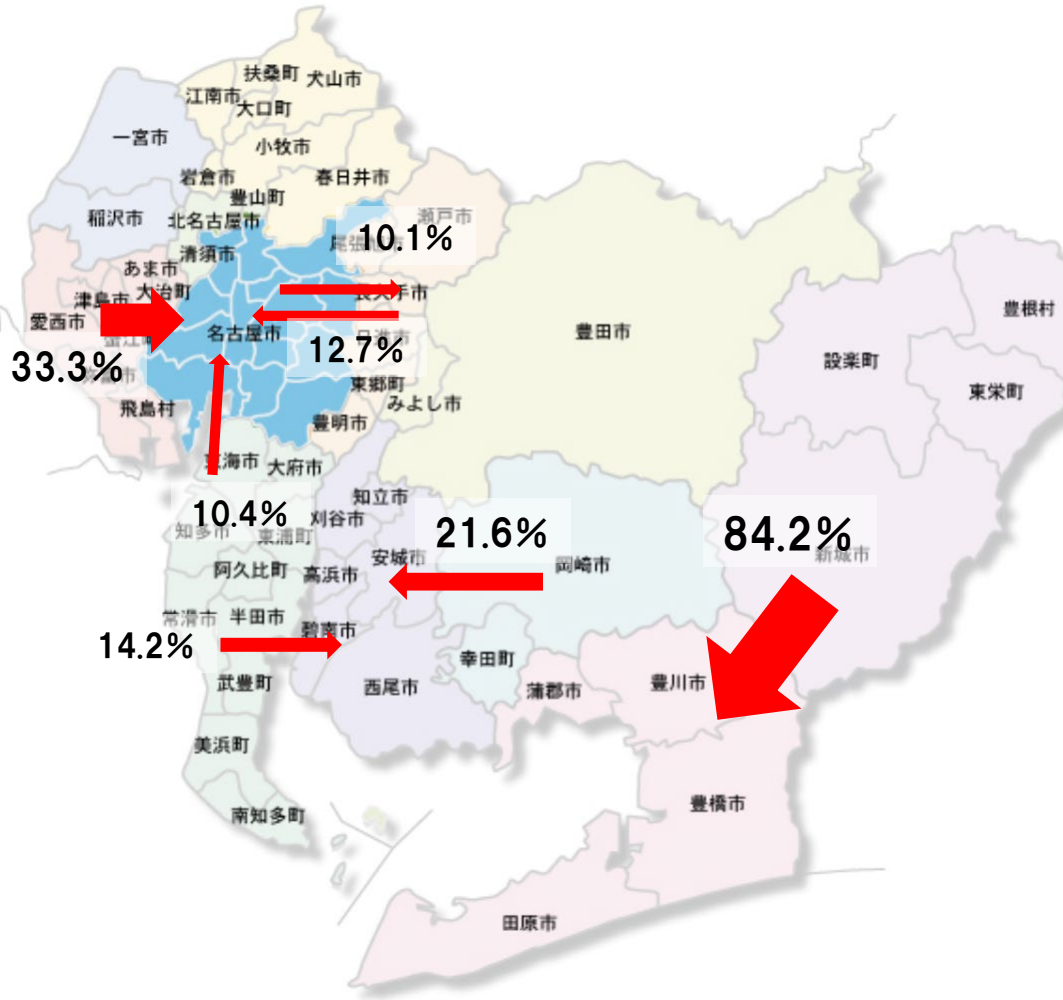 扶桑町
犬山市
江南市
大口町
一宮市
小牧市
岩倉市
春日井市
豊山町
稲沢市
北名古屋市
瀬戸市
10.1%
清須市
あま市
大治町
津島市
長久手市
愛西市
名古屋市
豊田市
豊根村
33.3%
12.7%
日進市
設楽町
東郷町
みよし市
東栄町
飛島村
豊明市
東海市
大府市
知立市
10.4%
刈谷市
21.6%
84.2%
知多市
東浦町
安城市
岡崎市
新城市
阿久比町
高浜市
常滑市
半田市
碧南市
14.2%
幸田町
武豊町
西尾市
蒲郡市
豊川市
美浜町
南知多町
豊橋市
田原市